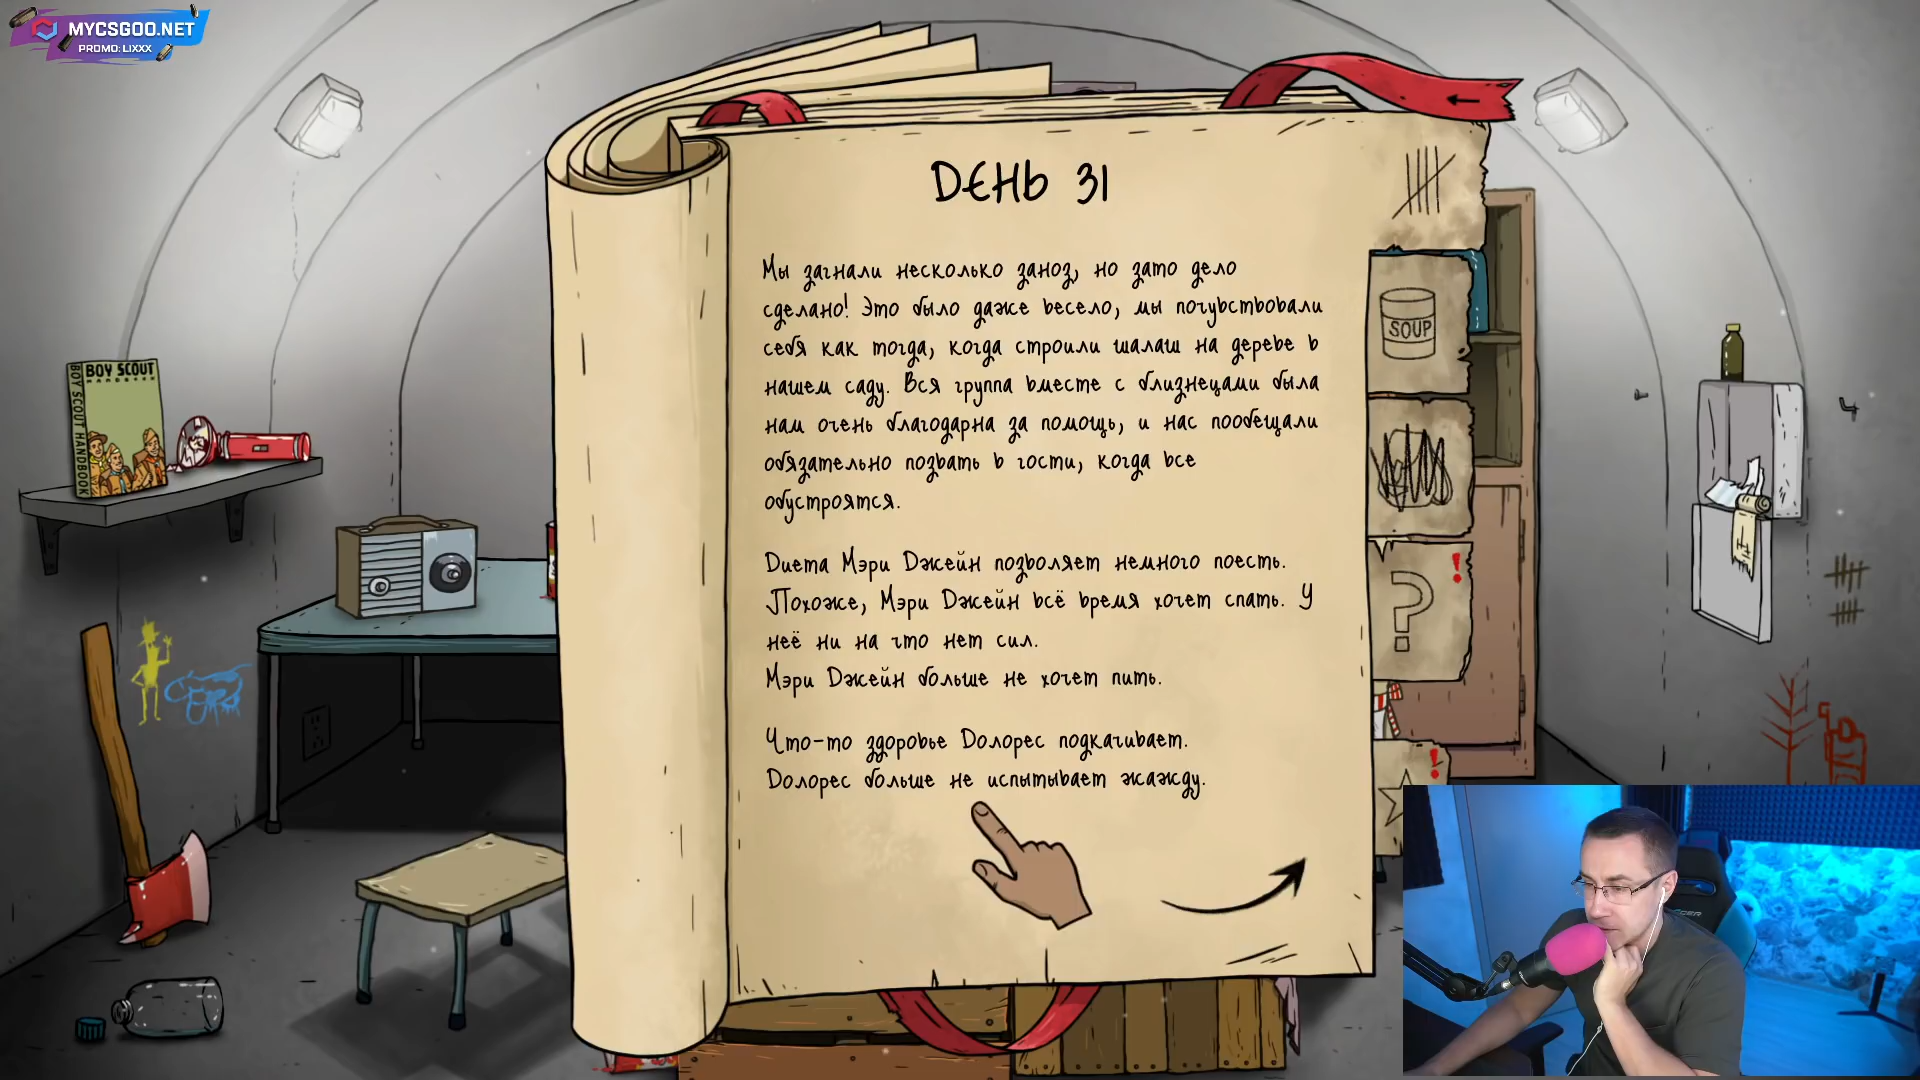 MYCSGOO.NET
PROMO: LIXXX
ДЕНЬ 31
Мы загнали несколько заноз, но зато дело
сделано! Это было даже весело, мы почувствовали
себя как тогда, когда строили шалаш на дереве в
нашем саду. Вся группа вместе с близнецами была
нам очень благодарна за помощь, и нас пообещали
обязательно позвать в гости, когда все
обустроятся.
Диета Мэри Джейн позволяет немного поесть.
Похоже, Мэри Джейн всё время хочет спать. У
неё ни на что нет сил.
Мэри Джейн больше не хочет пить.
Что-то здоровье Долорес подкачивает.
Долорес больше не испытывает жажду.
SOUP
?
!
!
BOY SCOUT
HANDBOOK
BOY SCOUT HANDBOOK